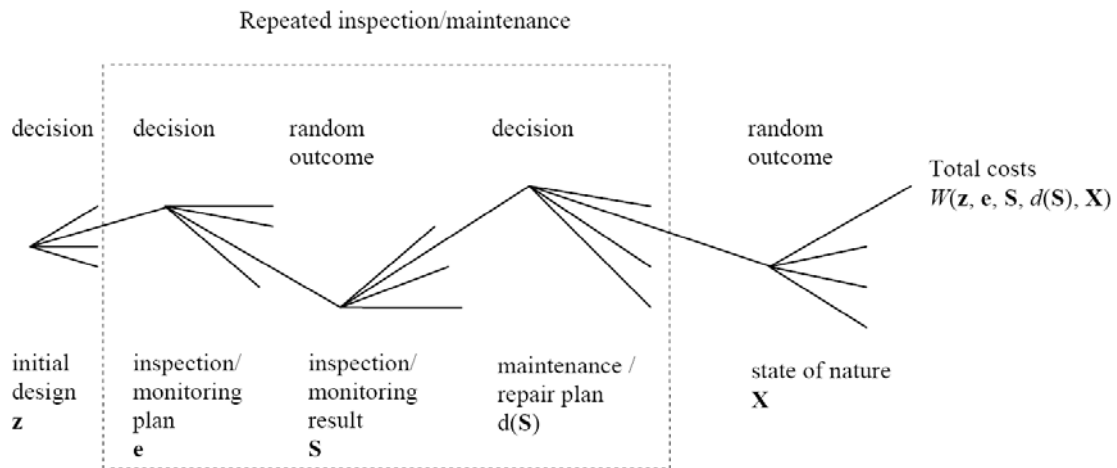 Repeated inspection/maintenance
decision
decision
random
outcome
decision
random
outcome
Total costs
W(z, e, S, d(S), X)
initial
design
z
inspection/
monitoring
plan
e
inspection/
monitoring
result
S
maintenance /
repair plan
d(S)
state of nature
X